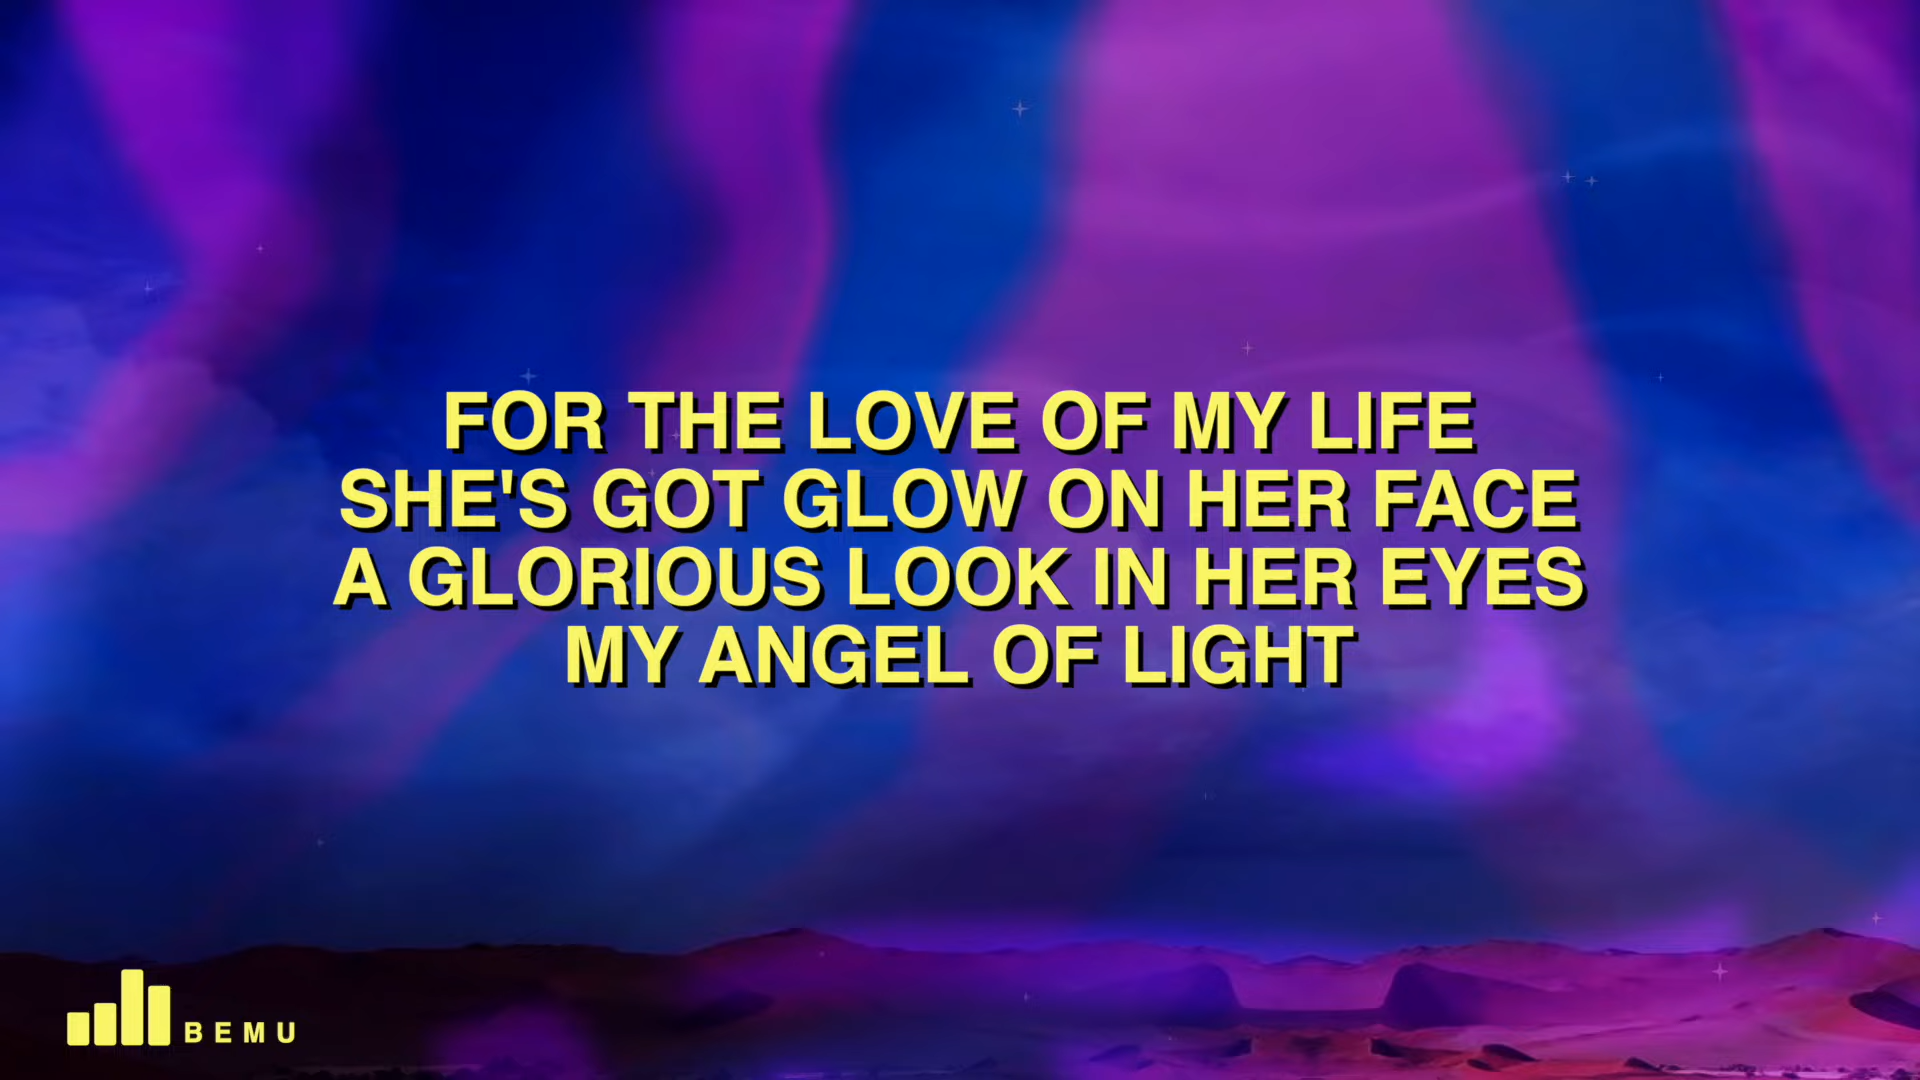 FOR THE LOVE OF MY LIFE
SHE'S GOT GLOW ON HER FACE
A GLORIOUS LOOK IN HER EYES
MY ANGEL OF LIGHT
BEMU